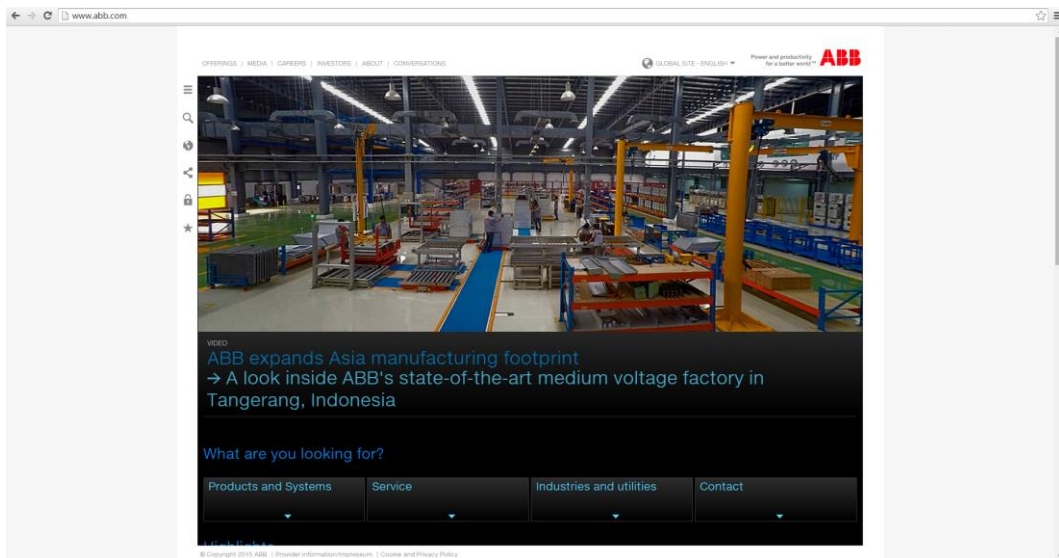 www.abb.com
OFFERINGS | MEDIA | CAREERS | INVESTORS | ABOUT | CONVERSATIONS
GLOBAL SITE - ENGLISH
Power and productivity
for a better world™
ABB
VIDEO
ABB expands Asia manufacturing footprint
→ A look inside ABB's state-of-the-art medium voltage factory in
Tangerang, Indonesia
What are you looking for?
Products and Systems
Service
Industries and utilities
Contact
Highlights
© Copyright 2015 ABB | Provider information/Impressum | Cookie and Privacy Policy